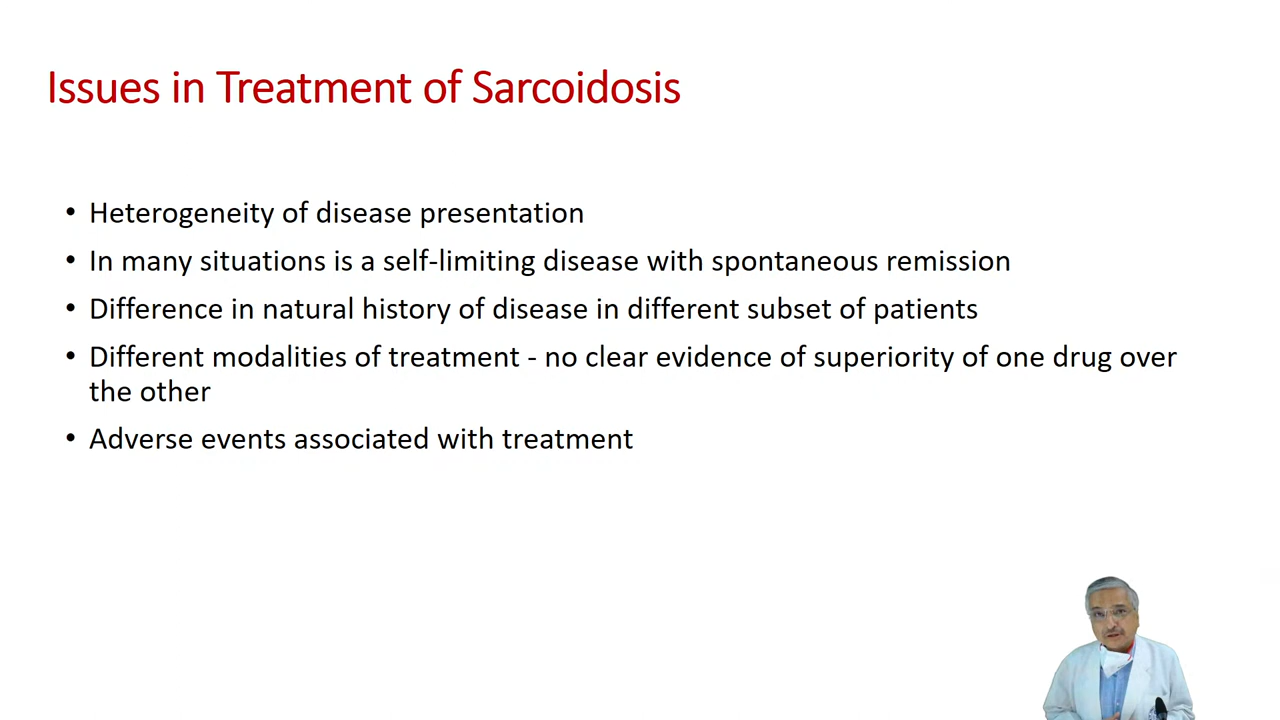 Issues in Treatment of Sarcoidosis
• Heterogeneity of disease presentation
• In many situations is a self-limiting disease with spontaneous remission
• Difference in natural history of disease in different subset of patients
• Different modalities of treatment - no clear evidence of superiority of one drug over
the other
• Adverse events associated with treatment